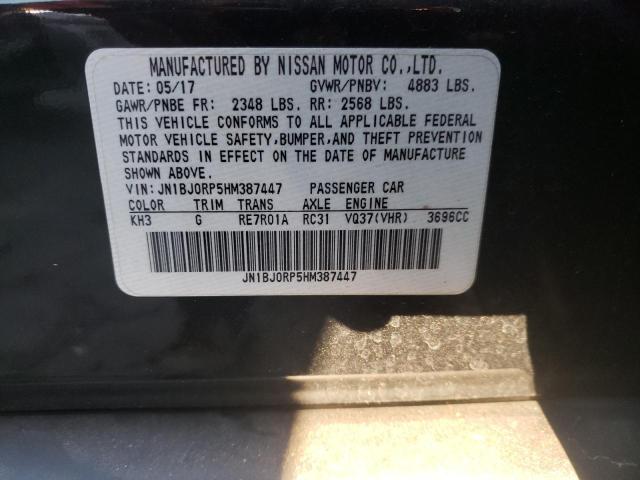 MANUFACTURED BY NISSAN MOTOR CO.,LTD.
DATE: 05/17 GVWR/PNBV: 4883 LBS.
GAWR/PNBE FR: 2348 LBS. RR: 2568 LBS.
THIS VEHICLE CONFORMS TO ALL APPLICABLE FEDERAL
MOTOR VEHICLE SAFETY,BUMPER,AND THEFT PREVENTION
STANDARDS IN EFFECT ON THE DATE OF MANUFACTURE
SHOWN ABOVE.
VIN: JN1BJ0RP5HM387447 PASSENGER CAR
COLOR TRIM TRANS AXLE ENGINE
KH3 G RE7R01A RC31 VQ37(VHR) 3696CC
JN1BJ0RP5HM387447